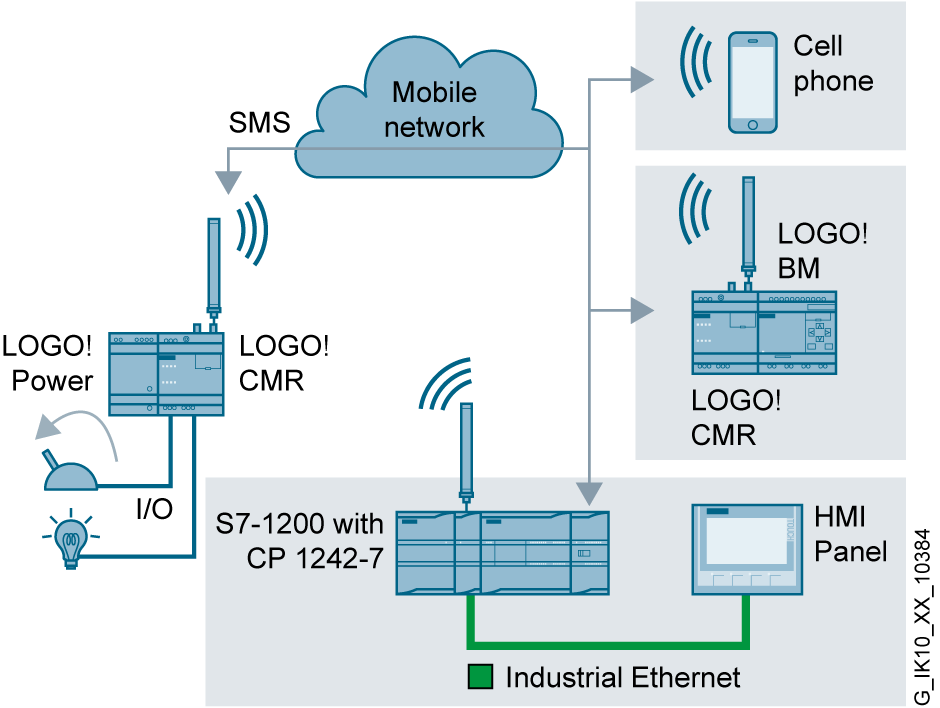 Cell
phone
Mobile
network
SMS
LOGO!
BM
LOGO!
Power
LOGO!
CMR
LOGO!
CMR
I/O
S7-1200 with
CP 1242-7
HMI
Panel
TOUCH
Industrial Ethernet
G_IK10_XX_10384